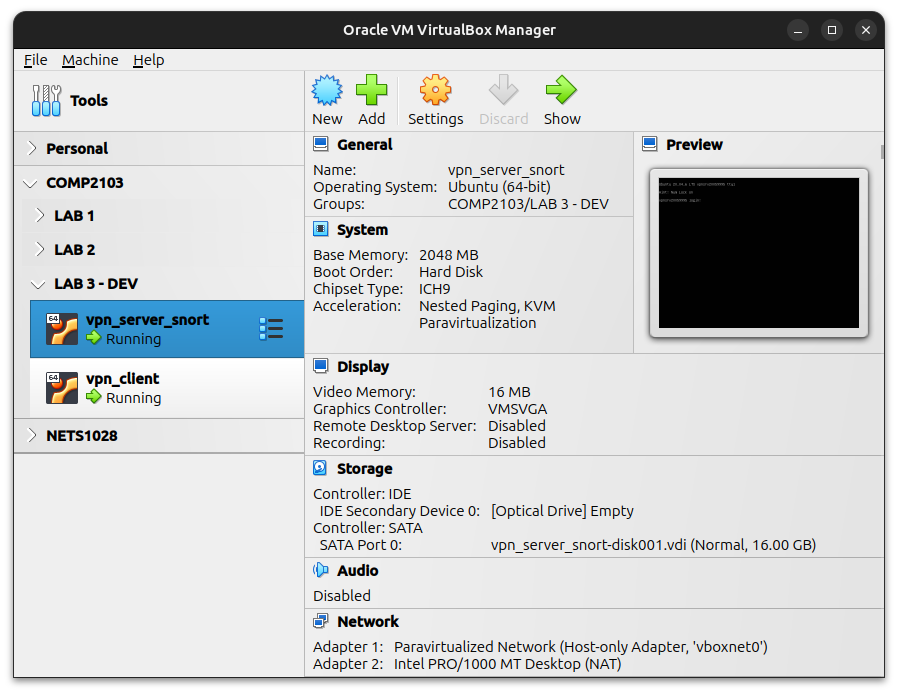 Oracle VM VirtualBox Manager
File Machine Help
Tools
New Add Settings Discard Show
Personal
COMP2103
LAB 1
LAB 2
LAB 3 - DEV
64
vpn_server_snort
Running
64
vpn_client
Running
NETS1028
General
Name: vpn_server_snort
Operating System: Ubuntu (64-bit)
Groups: COMP2103/LAB 3 - DEV
System
Base Memory: 2048 MB
Boot Order: Hard Disk
Chipset Type: ICH9
Acceleration: Nested Paging, KVM
Paravirtualization
Preview
Display
Video Memory: 16 MB
Graphics Controller: VMSVGA
Remote Desktop Server: Disabled
Recording: Disabled
Storage
Controller: IDE
IDE Secondary Device 0: [Optical Drive] Empty
Controller: SATA
SATA Port 0: vpn_server_snort-disk001.vdi (Normal, 16.00 GB)
Audio
Disabled
Network
Adapter 1: Paravirtualized Network (Host-only Adapter, 'vboxnet0')
Adapter 2: Intel PRO/1000 MT Desktop (NAT)